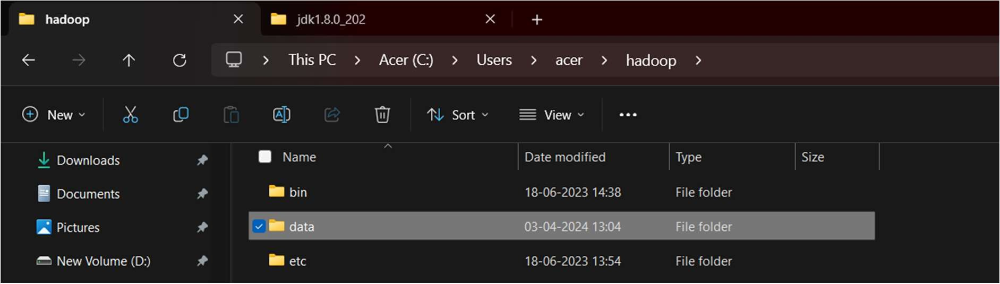 hadoop jdk1.8.0_202
This PC Acer (C:) Users acer hadoop
New Sort View
Downloads
Documents
Pictures
New Volume (D:)
Name Date modified Type Size
bin 18-06-2023 14:38 File folder
data 03-04-2024 13:04 File folder
etc 18-06-2023 13:54 File folder